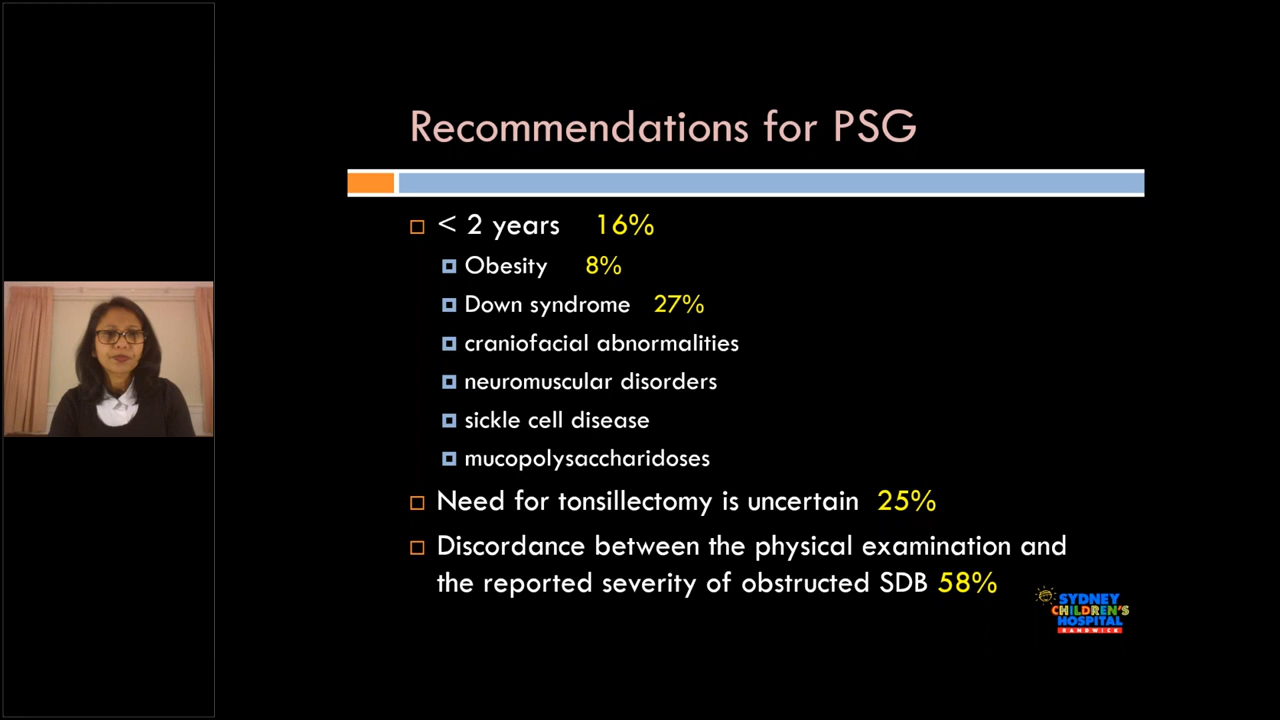 Recommendations for PSG
< 2 years 16%
Obesity 8%
Down syndrome 27%
craniofacial abnormalities
neuromuscular disorders
sickle cell disease
mucopolysaccharidoses
Need for tonsillectomy is uncertain 25%
Discordance between the physical examination and
the reported severity of obstructed SDB 58%
SYDNEY
CHILDREN'S
HOSPITAL
RANDWICK